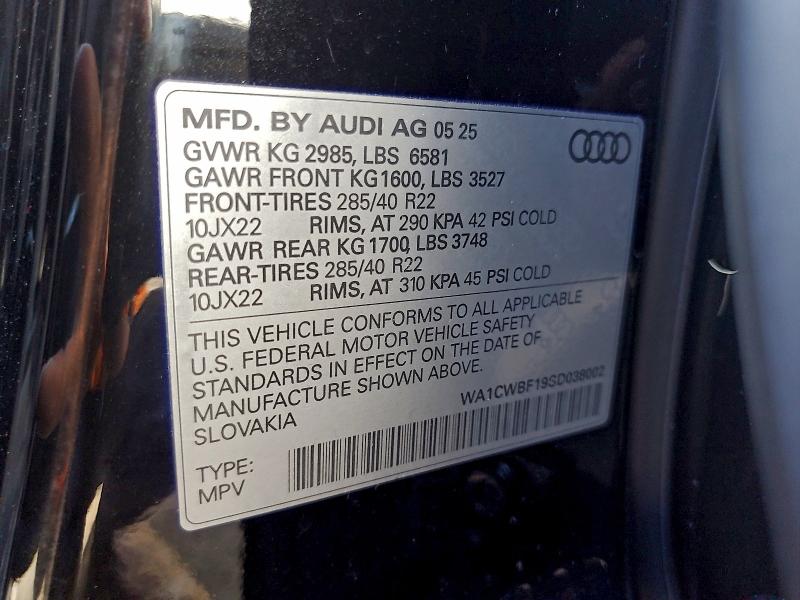 MFD. BY AUDI AG 05 25
GVWR KG 2985, LBS 6581
GAWR FRONT KG1600, LBS 3527
FRONT-TIRES 285/40 R22
10JX22 RIMS, AT 290 KPA 42 PSI COLD
GAWR REAR KG 1700, LBS 3748
REAR-TIRES 285/40 R22
10JX22 RIMS, AT 310 KPA 45 PSI COLD
THIS VEHICLE CONFORMS TO ALL APPLICABLE
U.S. FEDERAL MOTOR VEHICLE SAFETY
STANDARDS IN EFFECT ON THE DATE OF
MANUFACTURE SHOWN ABOVE.
SLOVAKIA
WA1CWBF19SD038002
TYPE:
MPV